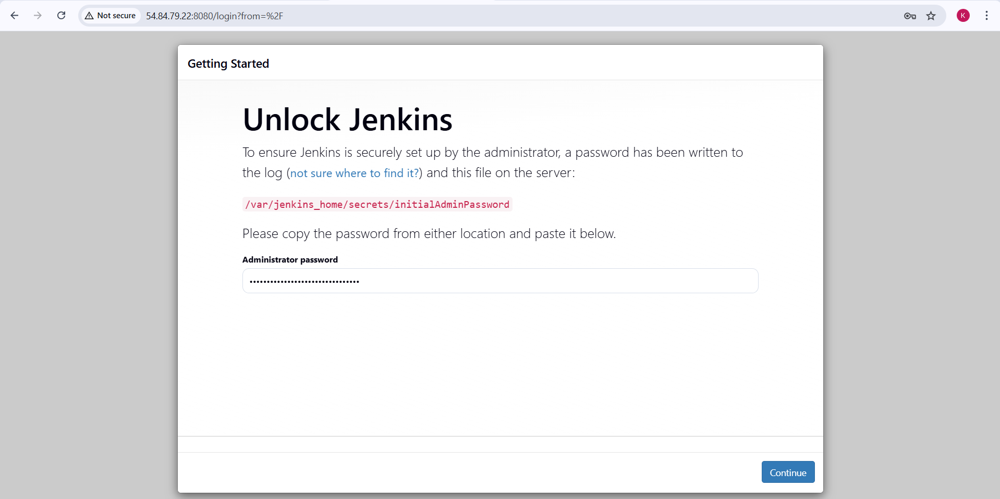 Not secure 54.84.79.22:8080/login?from=%2F K
Getting Started
Unlock Jenkins
To ensure Jenkins is securely set up by the administrator, a password has been written to
the log (not sure where to find it?) and this file on the server:
/var/jenkins_home/secrets/initialAdminPassword
Please copy the password from either location and paste it below.
Administrator password
••••••••••••••••••••••••••••••••
Continue